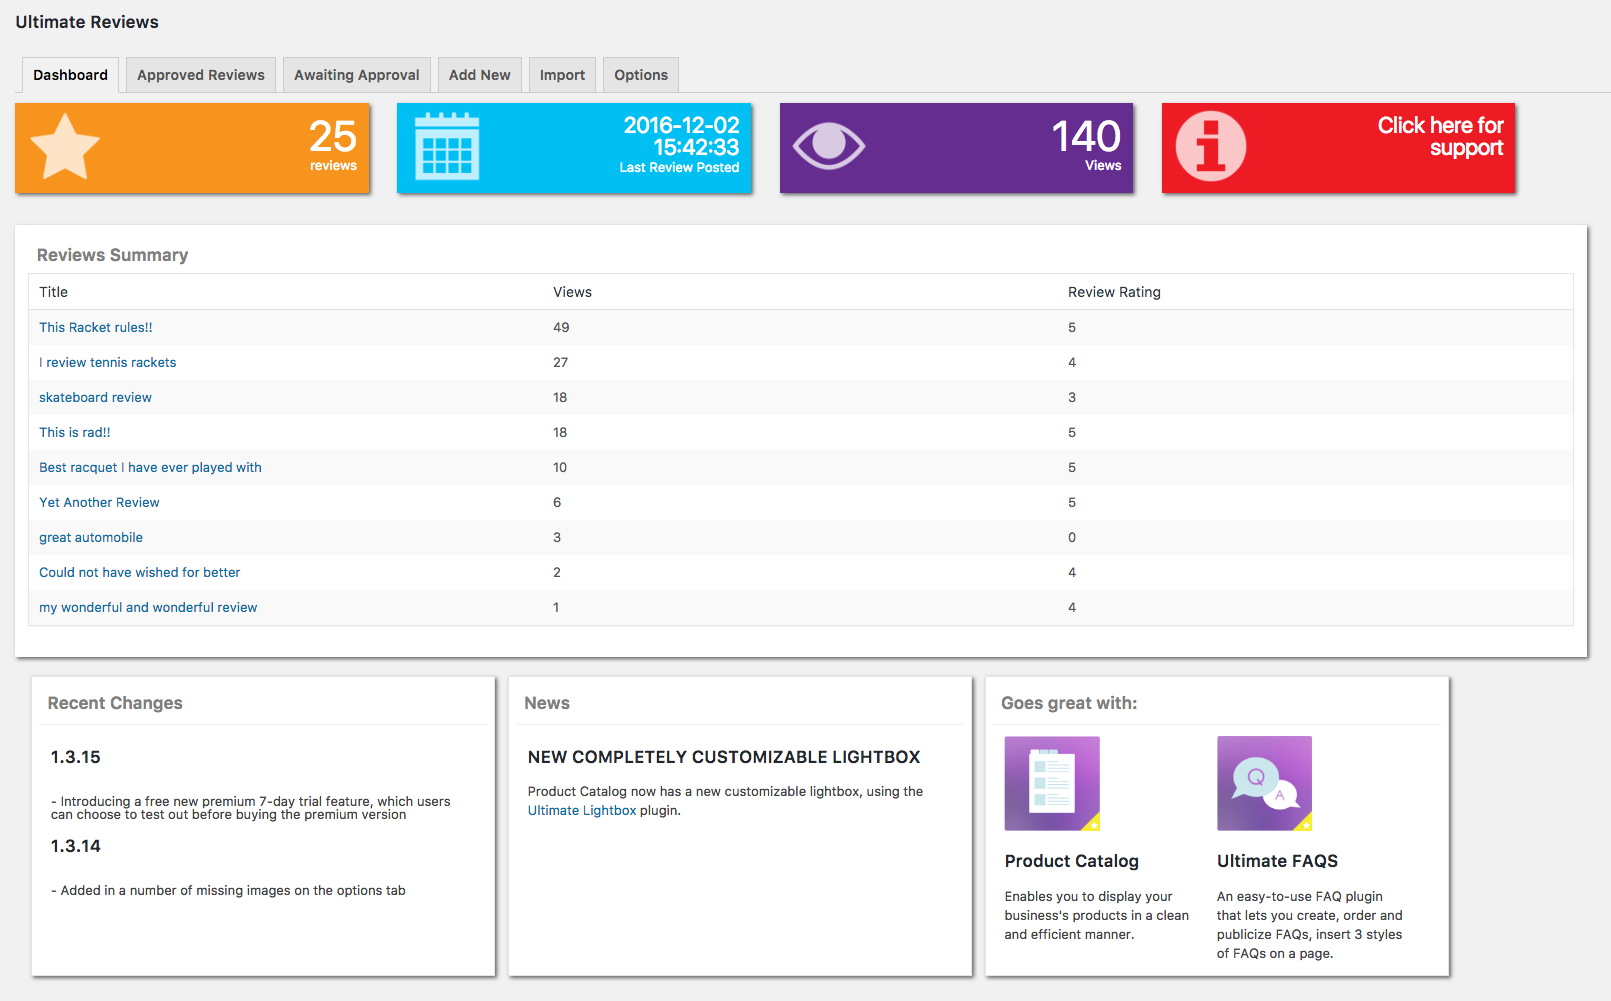 Ultimate Reviews
Dashboard Approved Reviews Awaiting Approval Add New Import Options
25
reviews
2016-12-02
15:42:33
Last Review Posted
140
Views
Click here for
support
Reviews Summary
Title Views Review Rating
This Racket rules!! 49 5
I review tennis rackets 27 4
skateboard review 18 3
This is rad!! 18 5
Best racquet I have ever played with 10 5
Yet Another Review 6 5
great automobile 3 0
Could not have wished for better 2 4
my wonderful and wonderful review 1 4
Recent Changes
1.3.15
- Introducing a free new premium 7-day trial feature, which users
can choose to test out before buying the premium version
1.3.14
- Added in a number of missing images on the options tab
News
NEW COMPLETELY CUSTOMIZABLE LIGHTBOX
Product Catalog now has a new customizable lightbox, using the
Ultimate Lightbox plugin.
Goes great with:
Product Catalog
Enables you to display your
business's products in a clean
and efficient manner.
Q
A
Ultimate FAQS
An easy-to-use FAQ plugin
that lets you create, order and
publicize FAQs, insert 3 styles
of FAQs on a page.